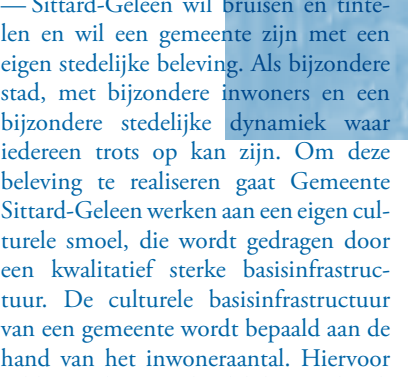 — Sittard-Geleen wil bruisen en tinte-
len en wil een gemeente zijn met een
eigen stedelijke beleving. Als bijzondere
stad, met bijzondere inwoners en een
bijzondere stedelijke dynamiek waar
iedereen trots op kan zijn. Om deze
beleving te realiseren gaat Gemeente
Sittard-Geleen werken aan een eigen cul-
turele smoel, die wordt gedragen door
een kwalitatief sterke basisinfrastruc-
tuur. De culturele basisinfrastructuur
van een gemeente wordt bepaald aan de
hand van het inwoneraantal. Hiervoor